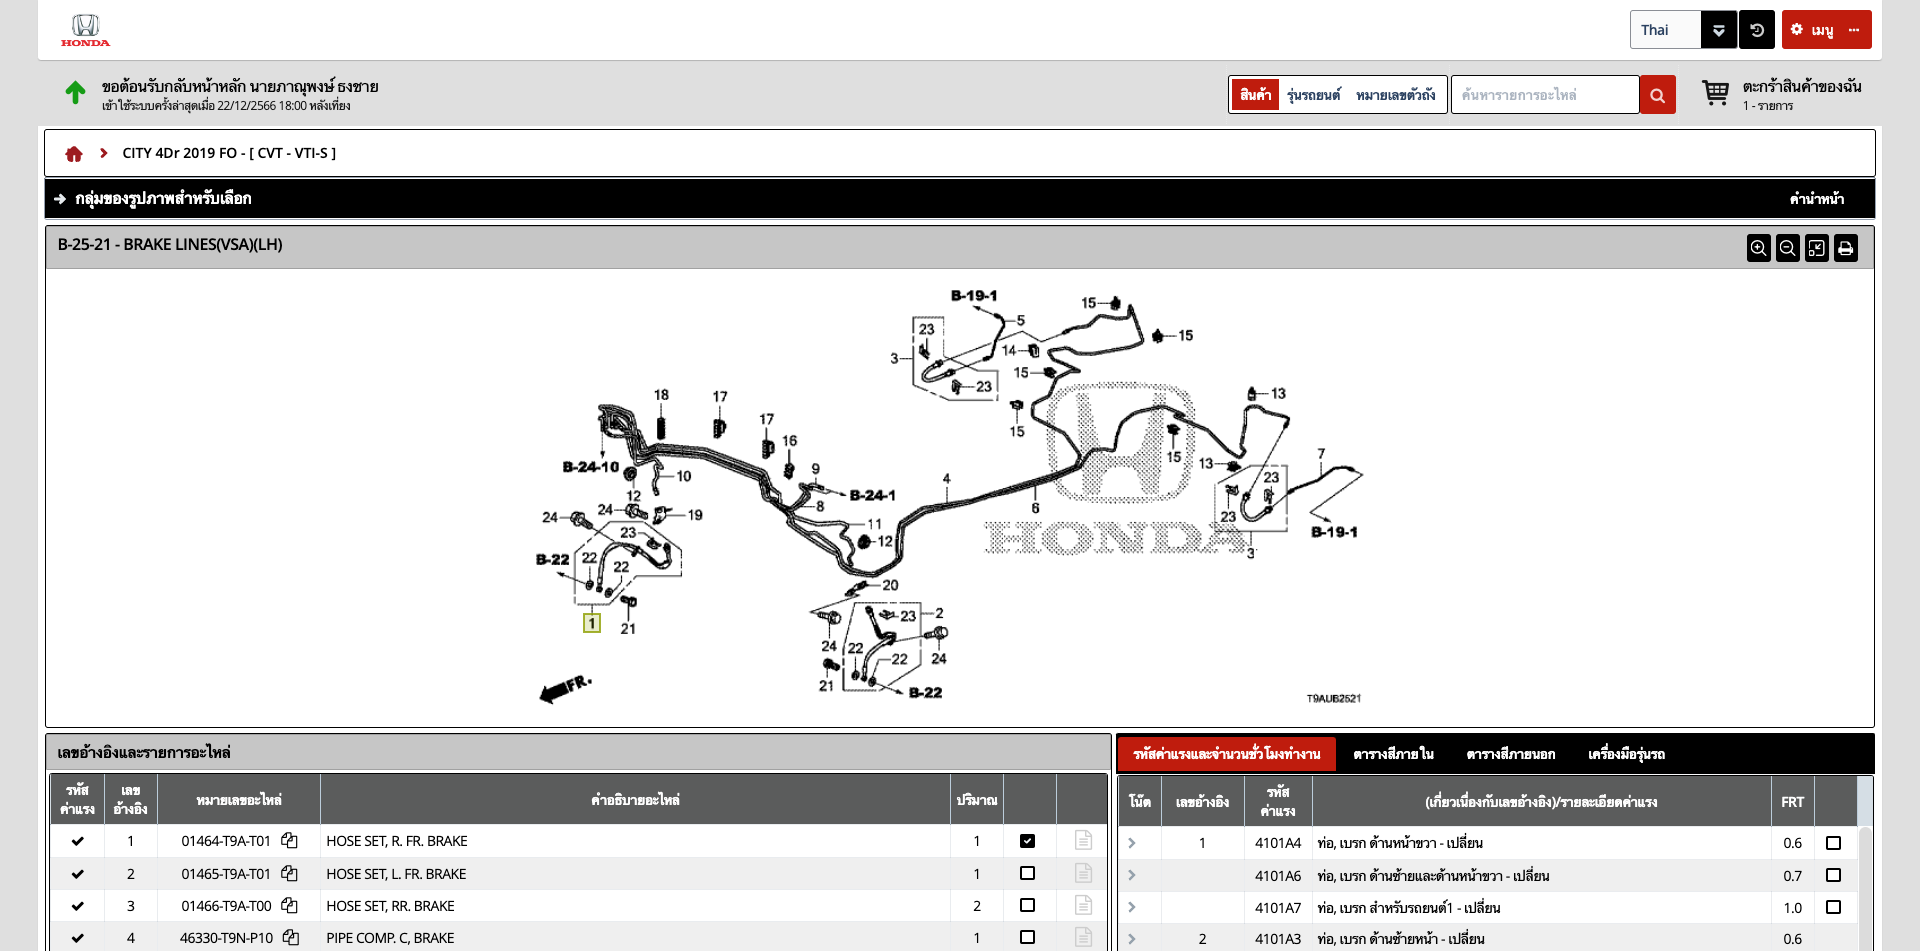 HONDA
Thai
เมนู ...
ขอต้อนรับกลับหน้าหลัก นายภาณุพงษ์ ธงชาย
เข้าใช้ระบบครั้งล่าสุดเมื่อ 22/12/2566 18:00 หลังเที่ยง
สินค้า รุ่นรถยนต์ หมายเลขตัวถัง
ค้นหารายการอะไหล่
ตะกร้าสินค้าของฉัน
1 - รายการ
CITY 4Dr 2019 FO - [ CVT - VTI-S ]
กลุ่มของรูปภาพสำหรับเลือก
คำนำหน้า
B-25-21 - BRAKE LINES(VSA)(LH)
B-19-1
15
5
23
15
14
3
15
23
13
18
17
15
17
16
15
13
7
B-24-10
9
10
4
23
12
B-24-1
8
6
24
24
19
23
11
23
12
B-19-1
3
B-22
22
22
20
1
21
2
23
24
22
22
24
21
B-22
FR.
HONDA
T9AUB2521
เลขอ้างอิงและรายการอะไหล่
รหัสค่าแรง เลขอ้างอิง หมายเลขอะไหล่ คำอธิบายอะไหล่ ปริมาณ
1 01464-T9A-T01 HOSE SET, R. FR. BRAKE 1
2 01465-T9A-T01 HOSE SET, L. FR. BRAKE 1
3 01466-T9A-T00 HOSE SET, RR. BRAKE 2
4 46330-T9N-P10 PIPE COMP. C, BRAKE 1
รหัสค่าแรงและจำนวนชั่วโมงทำงาน ตารางสีภายใน ตารางสีภายนอก เครื่องมือรุ่นรถ
โน๊ต เลขอ้างอิง รหัสค่าแรง (เกี่ยวเนื่องกับเลขอ้างอิง)/รายละเอียดค่าแรง FRT
1 4101A4 ท่อ, เบรก ด้านหน้าขวา - เปลี่ยน 0.6
4101A6 ท่อ, เบรก ด้านซ้ายและด้านหน้าขวา - เปลี่ยน 0.7
4101A7 ท่อ, เบรก สำหรับรถยนต์1 - เปลี่ยน 1.0
2 4101A3 ท่อ, เบรก ด้านซ้ายหน้า - เปลี่ยน 0.6